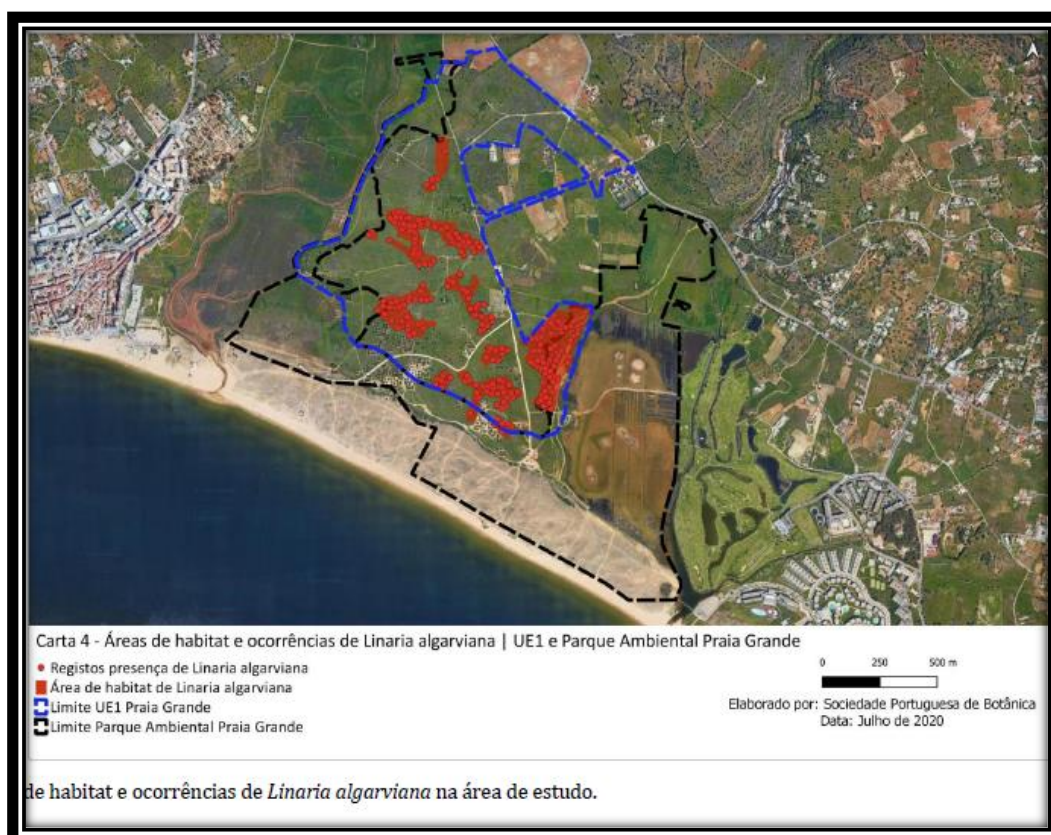 Carta 4 - Áreas de habitat e ocorrências de Linaria algarviana | UE1 e Parque Ambiental Praia Grande
Registos presença de Linaria algarviana
Área de habitat de Linaria algarviana
Limite UE1 Praia Grande
Limite Parque Ambiental Praia Grande
0 250 500 m
Elaborado por: Sociedade Portuguesa de Botânica
Data: Julho de 2020
de habitat e ocorrências de Linaria algarviana na área de estudo.